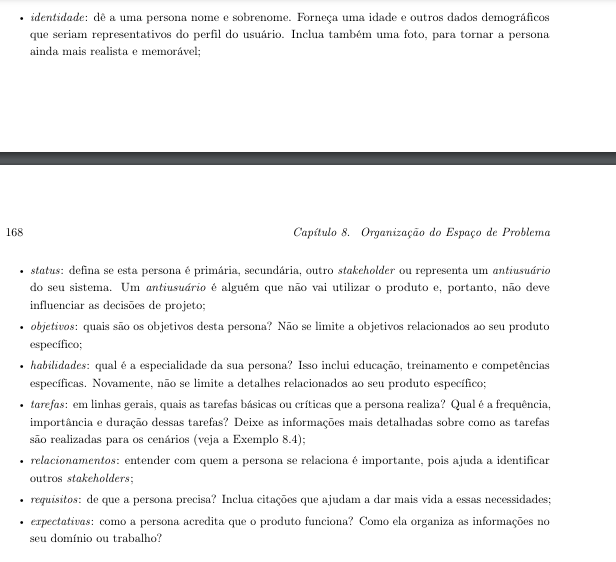 • identidade: dê a uma persona nome e sobrenome. Forneça uma idade e outros dados demográficos
que seriam representativos do perfil do usuário. Inclua também uma foto, para tornar a persona
ainda mais realista e memorável;
168 Capítulo 8. Organização do Espaço de Problema
• status: defina se esta persona é primária, secundária, outro stakeholder ou representa um antiusuário
do seu sistema. Um antiusuário é alguém que não vai utilizar o produto e, portanto, não deve
influenciar as decisões de projeto;
• objetivos: quais são os objetivos desta persona? Não se limite a objetivos relacionados ao seu produto
específico;
• habilidades: qual é a especialidade da sua persona? Isso inclui educação, treinamento e competências
específicas. Novamente, não se limite a detalhes relacionados ao seu produto específico;
• tarefas: em linhas gerais, quais as tarefas básicas ou críticas que a persona realiza? Qual é a frequência,
importância e duração dessas tarefas? Deixe as informações mais detalhadas sobre como as tarefas
são realizadas para os cenários (veja a Exemplo 8.4);
• relacionamentos: entender com quem a persona se relaciona é importante, pois ajuda a identificar
outros stakeholders;
• requisitos: de que a persona precisa? Inclua citações que ajudam a dar mais vida a essas necessidades;
• expectativas: como a persona acredita que o produto funciona? Como ela organiza as informações no
seu domínio ou trabalho?